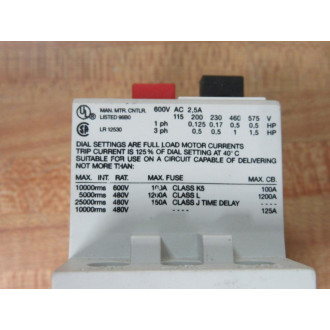 UL MAN. MTR. CNTLR. 600V AC 2,5A
LISTED 96B0 115 200 230 460 575 V
1 ph 0,125 0,17 0,5 0,5 HP
LR 12530 3 ph 0,5 0,5 1 1,5 HP
DIAL SETTINGS ARE FULL LOAD MOTOR CURRENTS
TRIP CURRENT IS 125% OF DIAL SETTING AT 40°C
SUITABLE FOR USE ON A CIRCUIT CAPABLE OF DELIVERING
NOT MORE THAN:
MAX. INT. RAT. MAX. FUSE MAX. CB.
10000rms 600V 100A CLASS K5 100A
5000rms 480V 1200A CLASS L 1200A
25000rms 480V 150A CLASS J TIME DELAY ----
10000rms 480V ---- 125A